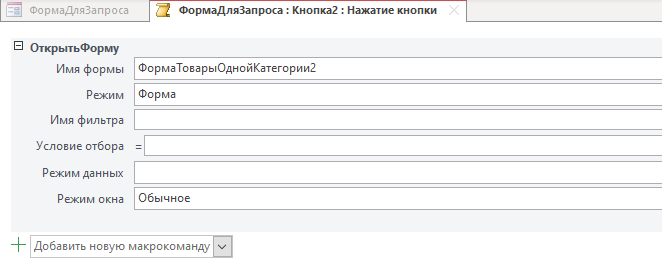 ФормаДляЗапроса
ФормаДляЗапроса : Кнопка2 : Нажатие кнопки
ОткрытьФорму
Имя формы ФормаТоварыОднойКатегории2
Режим Форма
Имя фильтра
Условие отбора =
Режим данных
Режим окна Обычное
Добавить новую макрокоманду